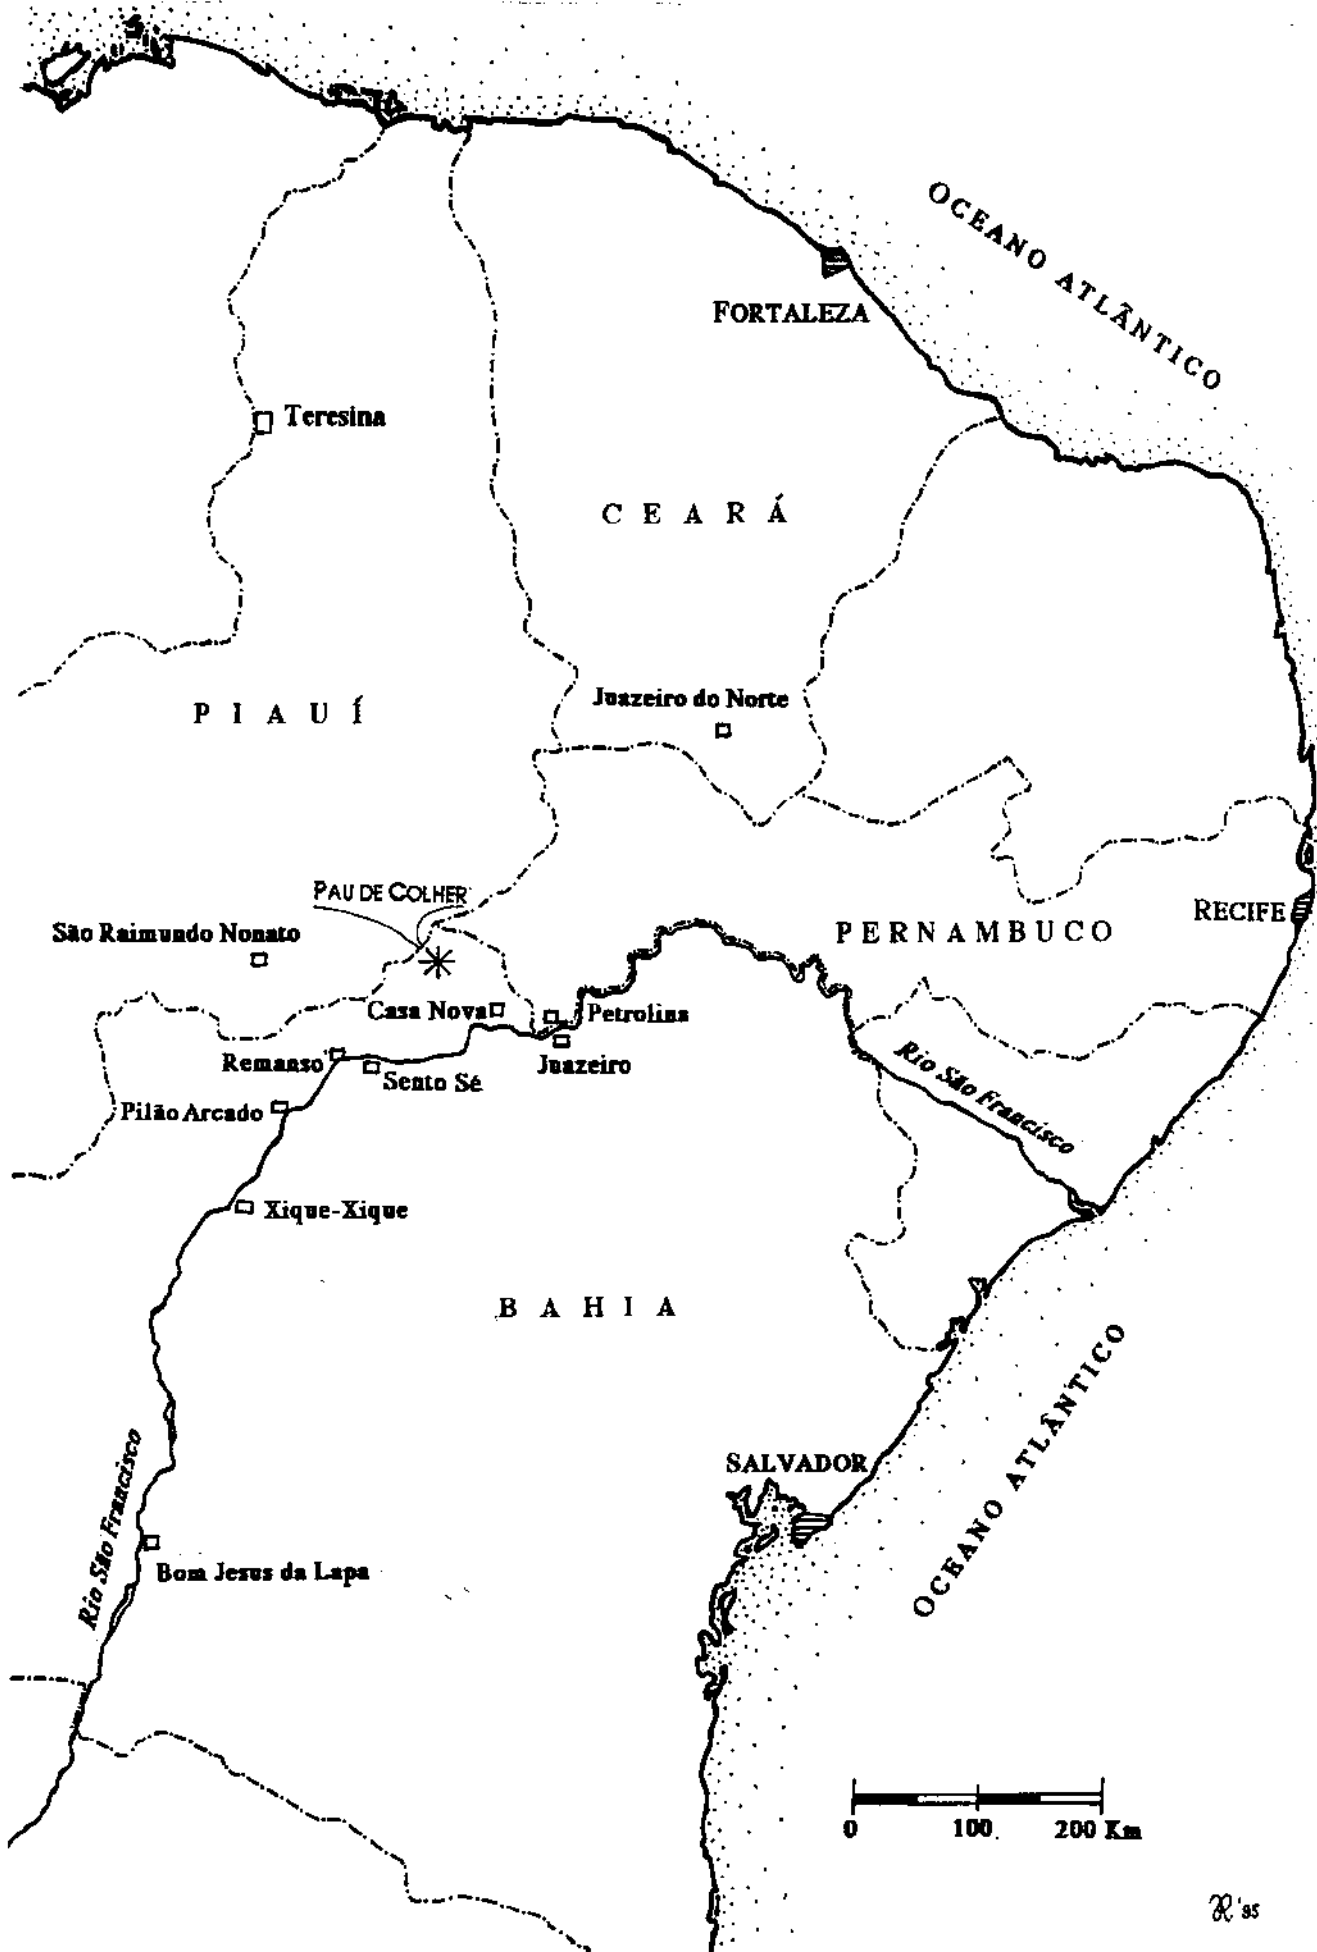 OCEANO ATLÂNTICO
FORTALEZA
Teresina
CEARÁ
Juazeiro do Norte
PIAUÍ
PAU DE COLHER
São Raimundo Nonato
RECIFE
PERNAMBUCO
Casa Nova
Petrolina
Remanso
Sento Sé
Juazeiro
Rio São Francisco
Pilão Arcado
Xique-Xique
BAHIA
OCEANO ATLÂNTICO
SALVADOR
Rio São Francisco
Bom Jesus da Lapa
0 100 200 Km
'95